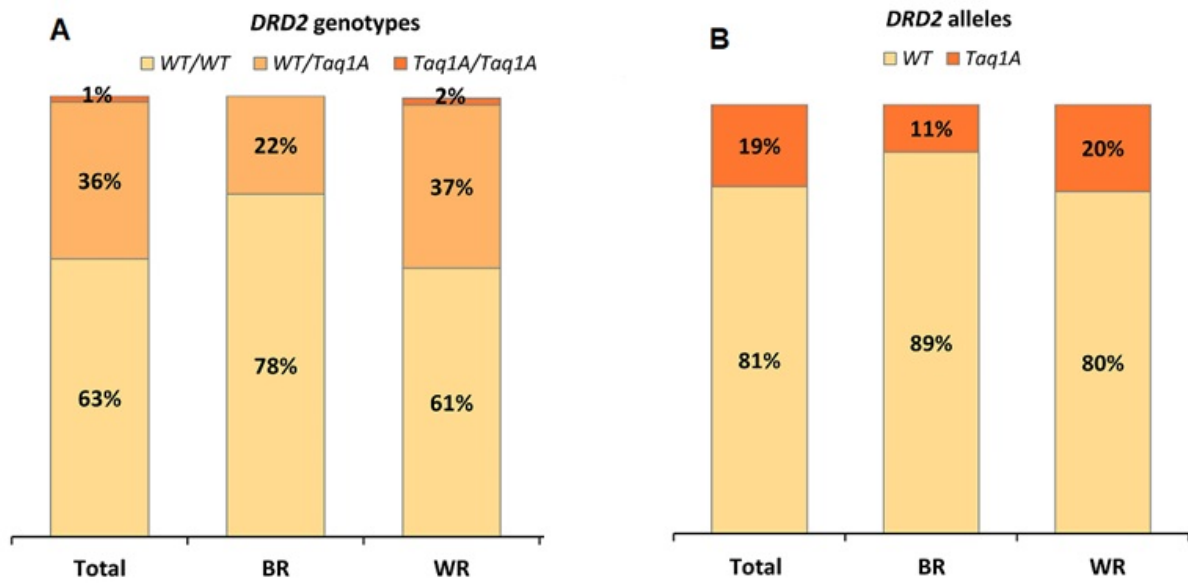 A
DRD2 genotypes
WT/WT WT/Taq1A Taq1A/Taq1A
1% 2%
36% 22% 37%
63% 78% 61%
Total BR WR
B
DRD2 alleles
WT Taq1A
19% 11% 20%
81% 89% 80%
Total BR WR